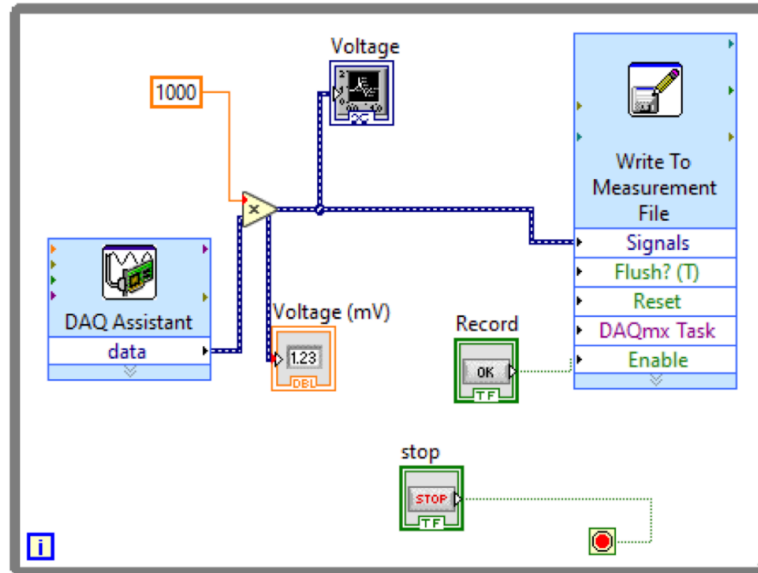 Voltage
1000
x
Write To
Measurement
File
Signals
Flush? (T)
Reset
DAQmx Task
Enable
DAQ Assistant
data
Voltage (mV)
1.23
DBL
Record
OK
TF
stop
STOP
TF
i